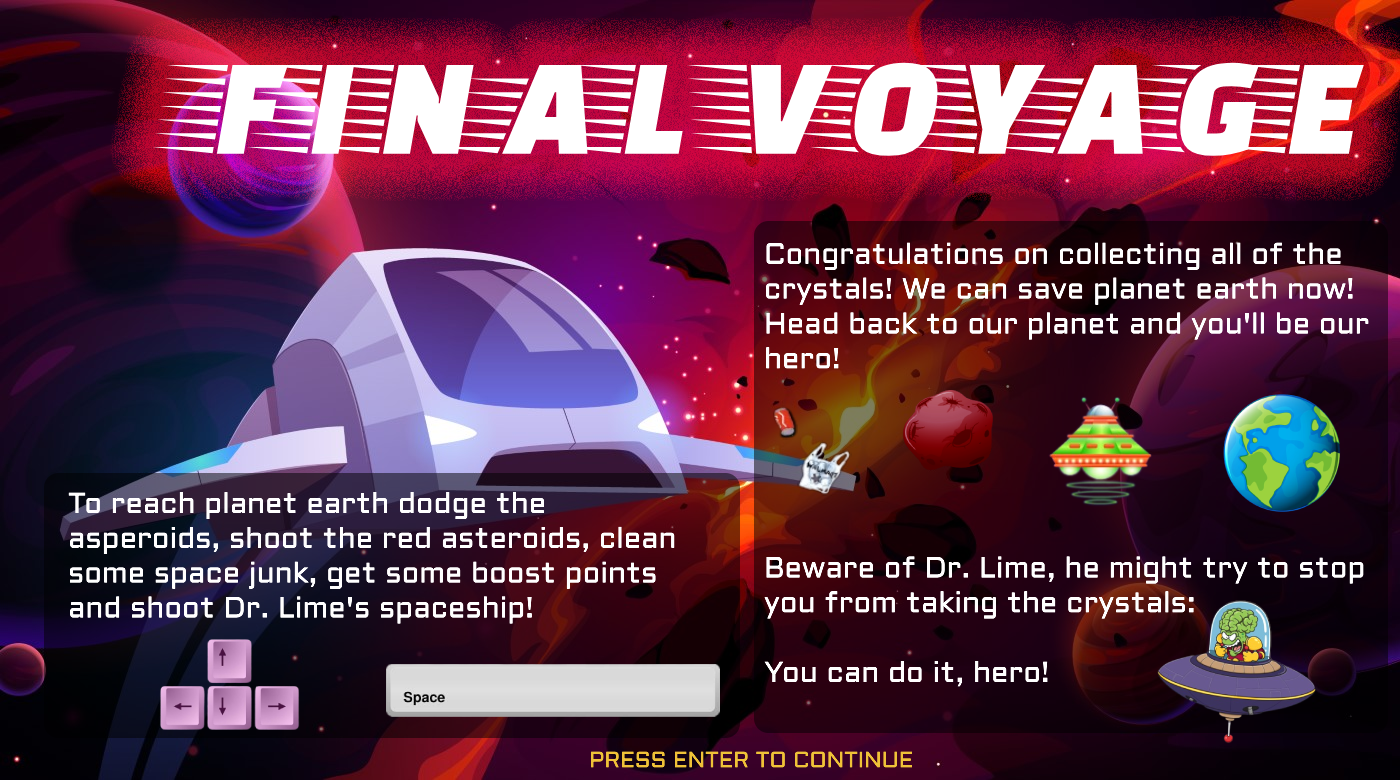 FINAL VOYAGE
Congratulations on collecting all of the
crystals! We can save planet earth now!
Head back to our planet and you'll be our
hero!
To reach planet earth dodge the
asperoids, shoot the red asteroids, clean
some space junk, get some boost points
and shoot Dr. Lime's spaceship!
Beware of Dr. Lime, he might try to stop
you from taking the crystals:
You can do it, hero!
↑
← ↓ →
Space
PRESS ENTER TO CONTINUE